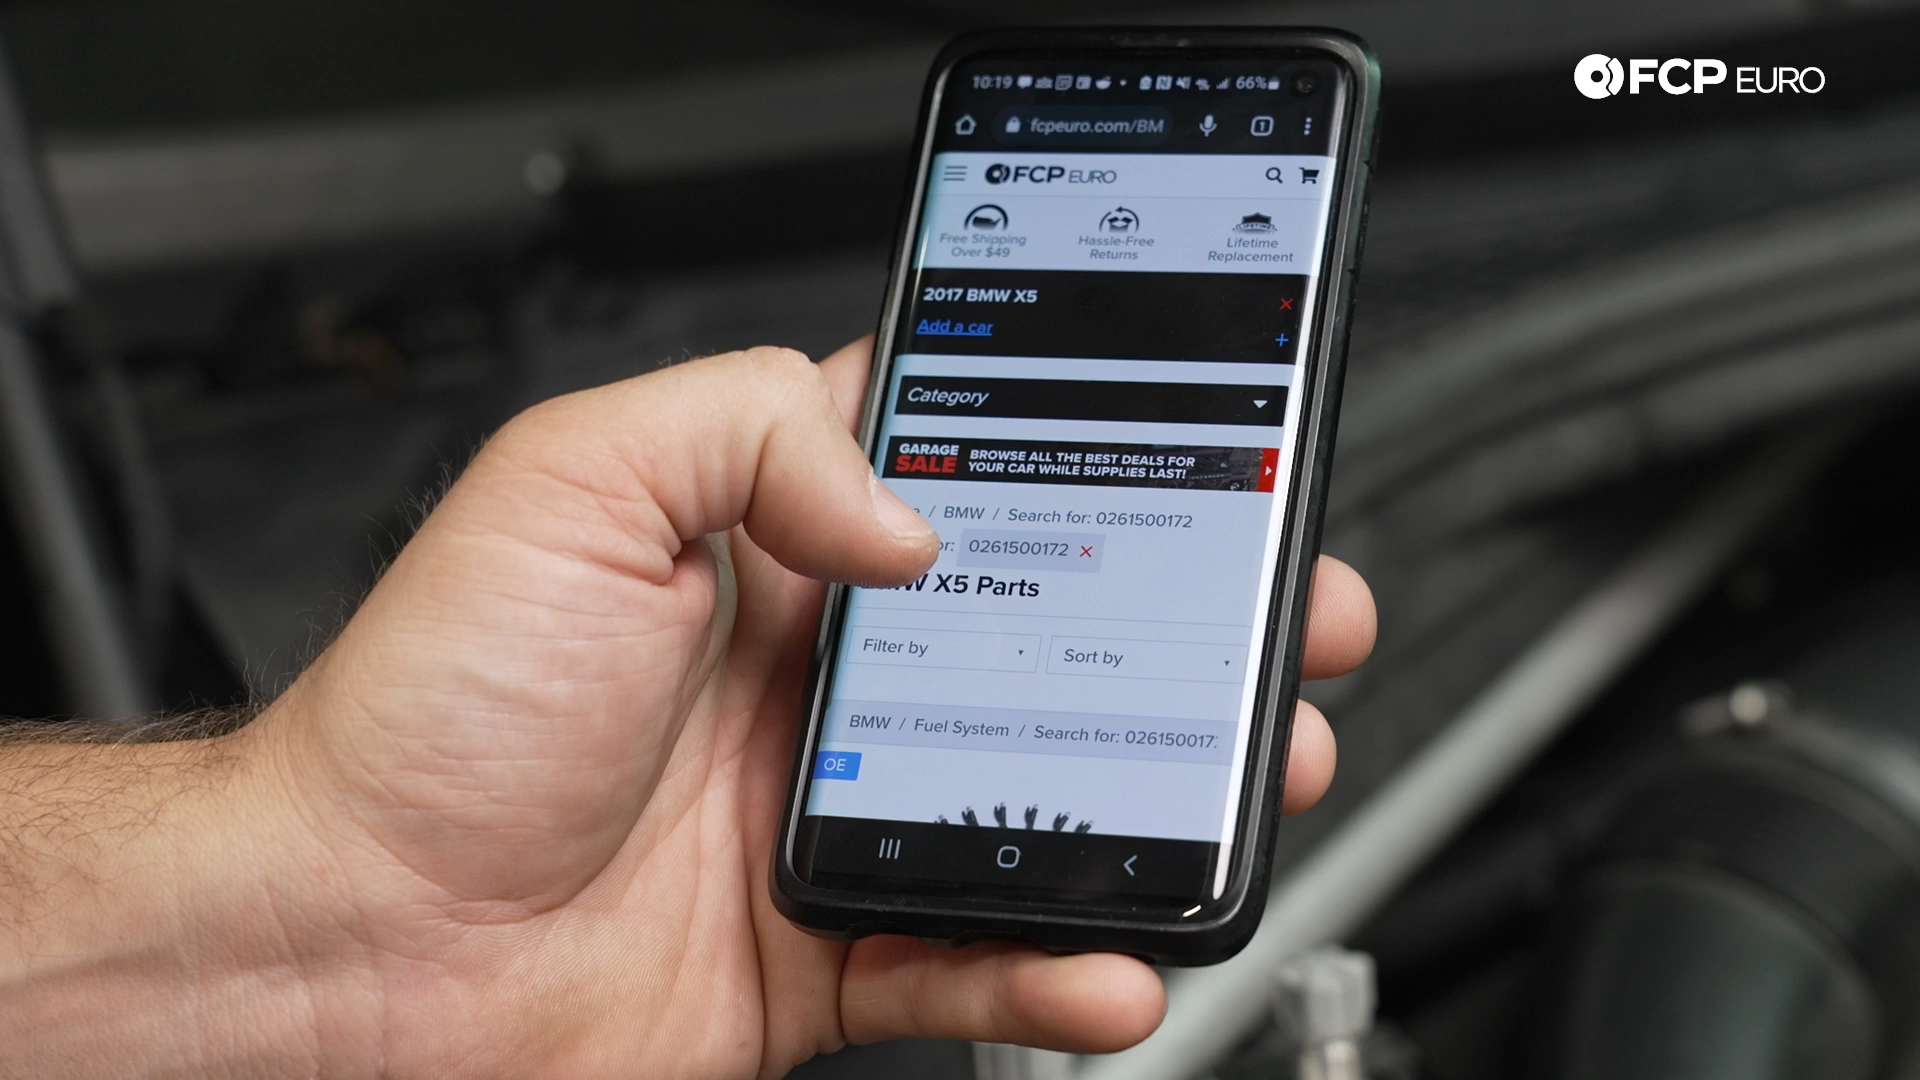 FCP EURO
10:19 66%
fcpeuro.com/BM 1
FCP EURO
Free Shipping
Over $49
Hassle-Free
Returns
Lifetime
Replacement
2017 BMW X5
Add a car
Category
GARAGE
SALE
BROWSE ALL THE BEST DEALS FOR
YOUR CAR WHILE SUPPLIES LAST!
/ BMW / Search for: 0261500172
or: 0261500172
X5 Parts
Filter by
Sort by
BMW / Fuel System / Search for: 026150017
OE